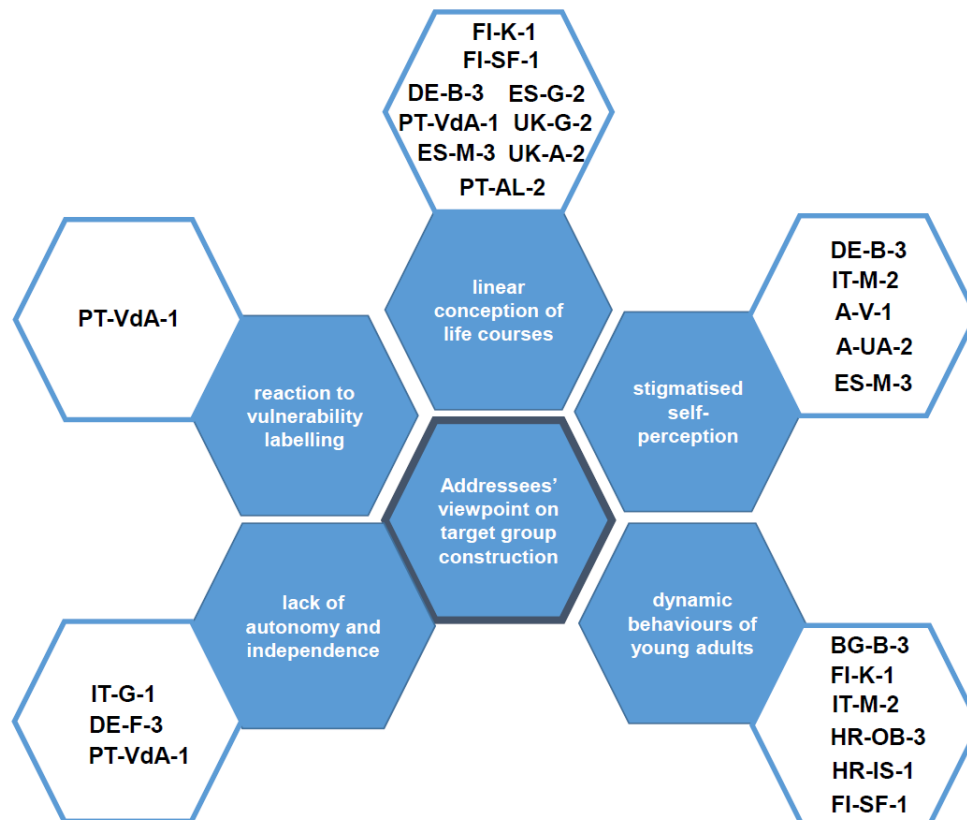 FI-K-1
FI-SF-1
DE-B-3 ES-G-2
PT-VdA-1 UK-G-2
ES-M-3 UK-A-2
PT-AL-2
linear
conception of
life courses
DE-B-3
IT-M-2
A-V-1
A-UA-2
ES-M-3
stigmatised
self-
perception
PT-VdA-1
reaction to
vulnerability
labelling
Addressees’
viewpoint on
target group
construction
lack of
autonomy and
independence
IT-G-1
DE-F-3
PT-VdA-1
dynamic
behaviours of
young adults
BG-B-3
FI-K-1
IT-M-2
HR-OB-3
HR-IS-1
FI-SF-1